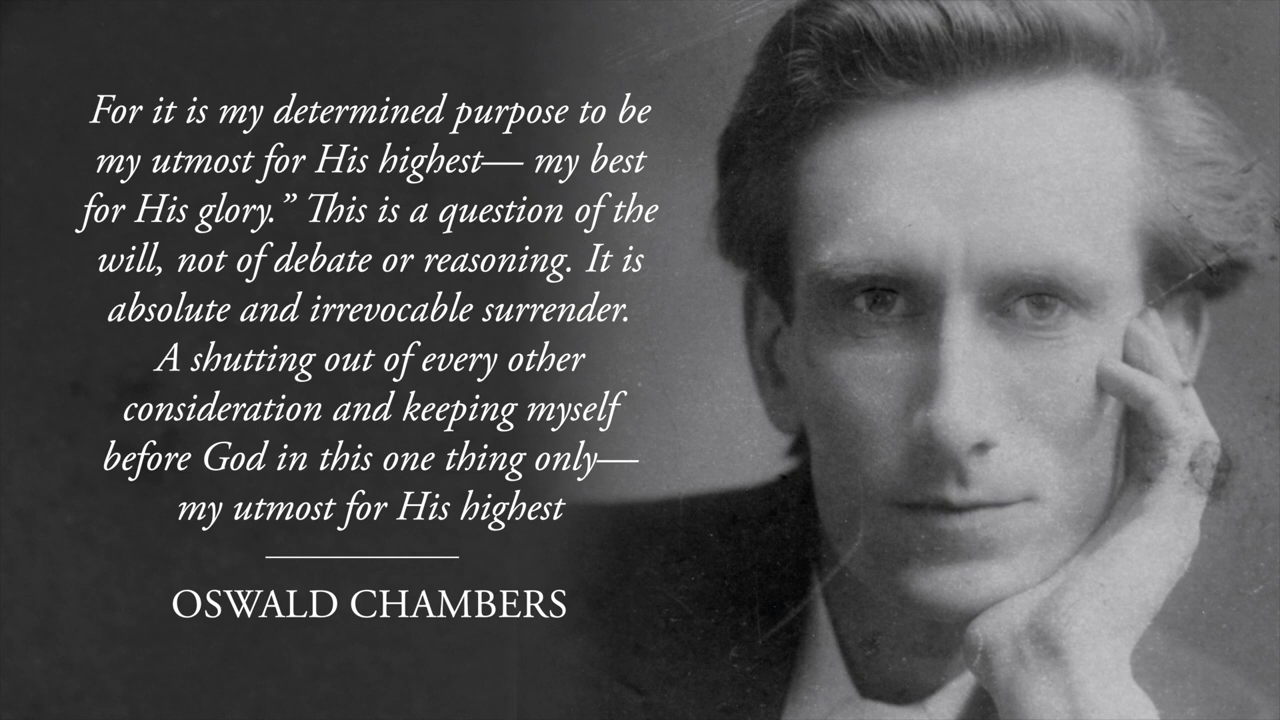 For it is my determined purpose to be
my utmost for His highest— my best
for His glory.” This is a question of the
will, not of debate or reasoning. It is
absolute and irrevocable surrender.
A shutting out of every other
consideration and keeping myself
before God in this one thing only—
my utmost for His highest
OSWALD CHAMBERS